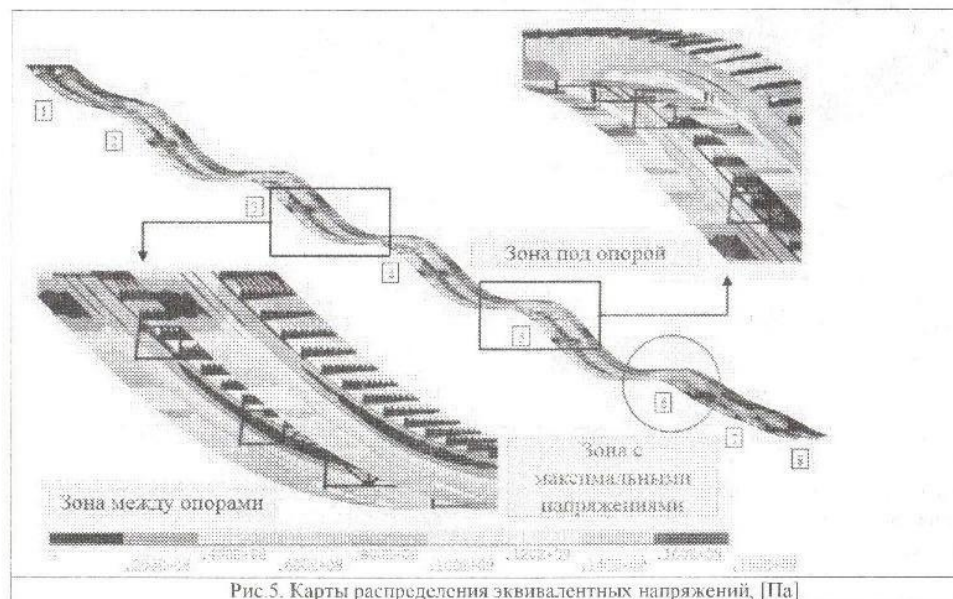 1
2
3
4
Зона под опорой
5
6
7
8
Зона между опорами
Зона с
максимальными
напряжениями
0
Рис.5. Карты распределения эквивалентных напряжений, [Па]